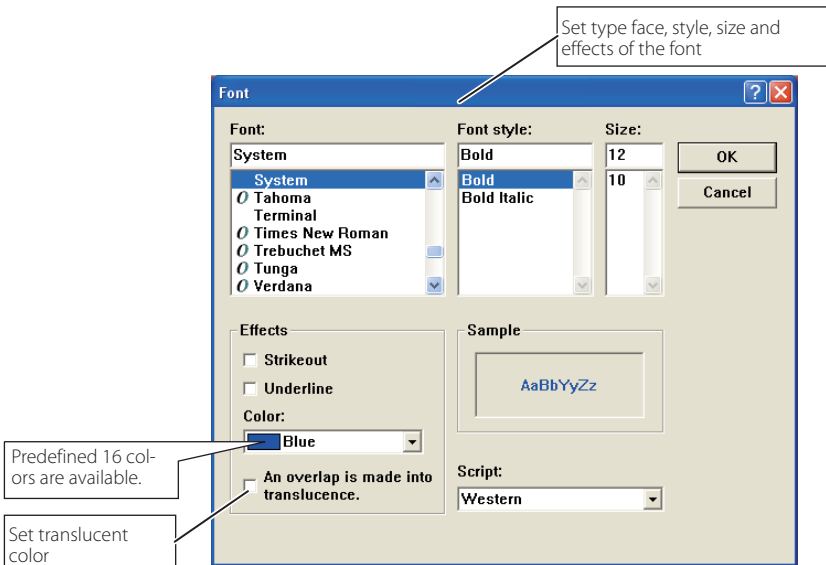 Set type face, style, size and
effects of the font
Font
Font:
Font style:
Size:
System
Bold
12
OK
System
Bold
10
Cancel
Tahoma
Bold Italic
Terminal
Times New Roman
Trebuchet MS
Tunga
Verdana
Effects
Sample
Strikeout
Underline
AaBbYyZz
Color:
Blue
Predefined 16 col-
ors are available.
An overlap is made into
translucence.
Script:
Western
Set translucent
color